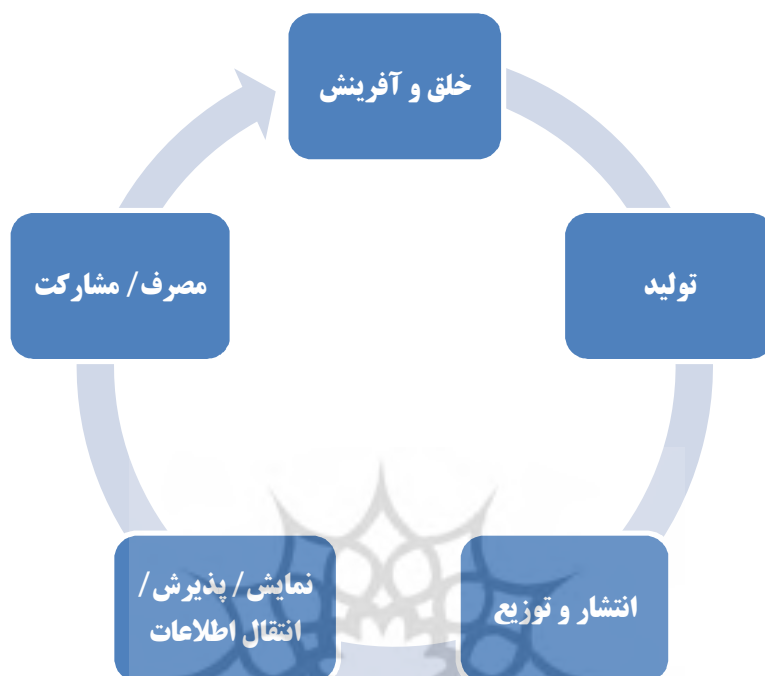 خلق و آفرینش
تولید
انتشار و توزیع
نمایش/ پذیرش/
انتقال اطلاعات
مصرف/ مشارکت